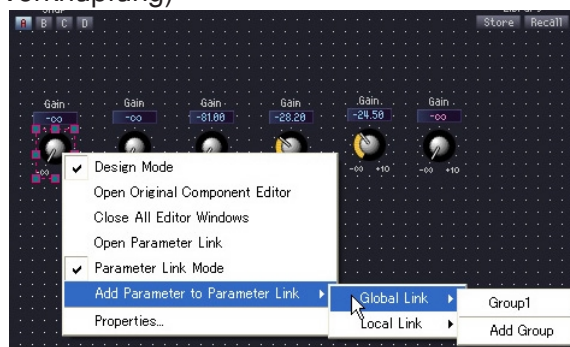 Verknüpfung)
A B C D
Store Recall
Gain Gain Gain Gain Gain Gain
-∞ -∞ -81.00 -28.20 -24.50 -∞
-∞ -∞ +10 -∞ +10
Design Mode
Open Original Component Editor
Close All Editor Windows
Open Parameter Link
Parameter Link Mode
Add Parameter to Parameter Link
Properties...
Global Link
Local Link
Group1
Add Group